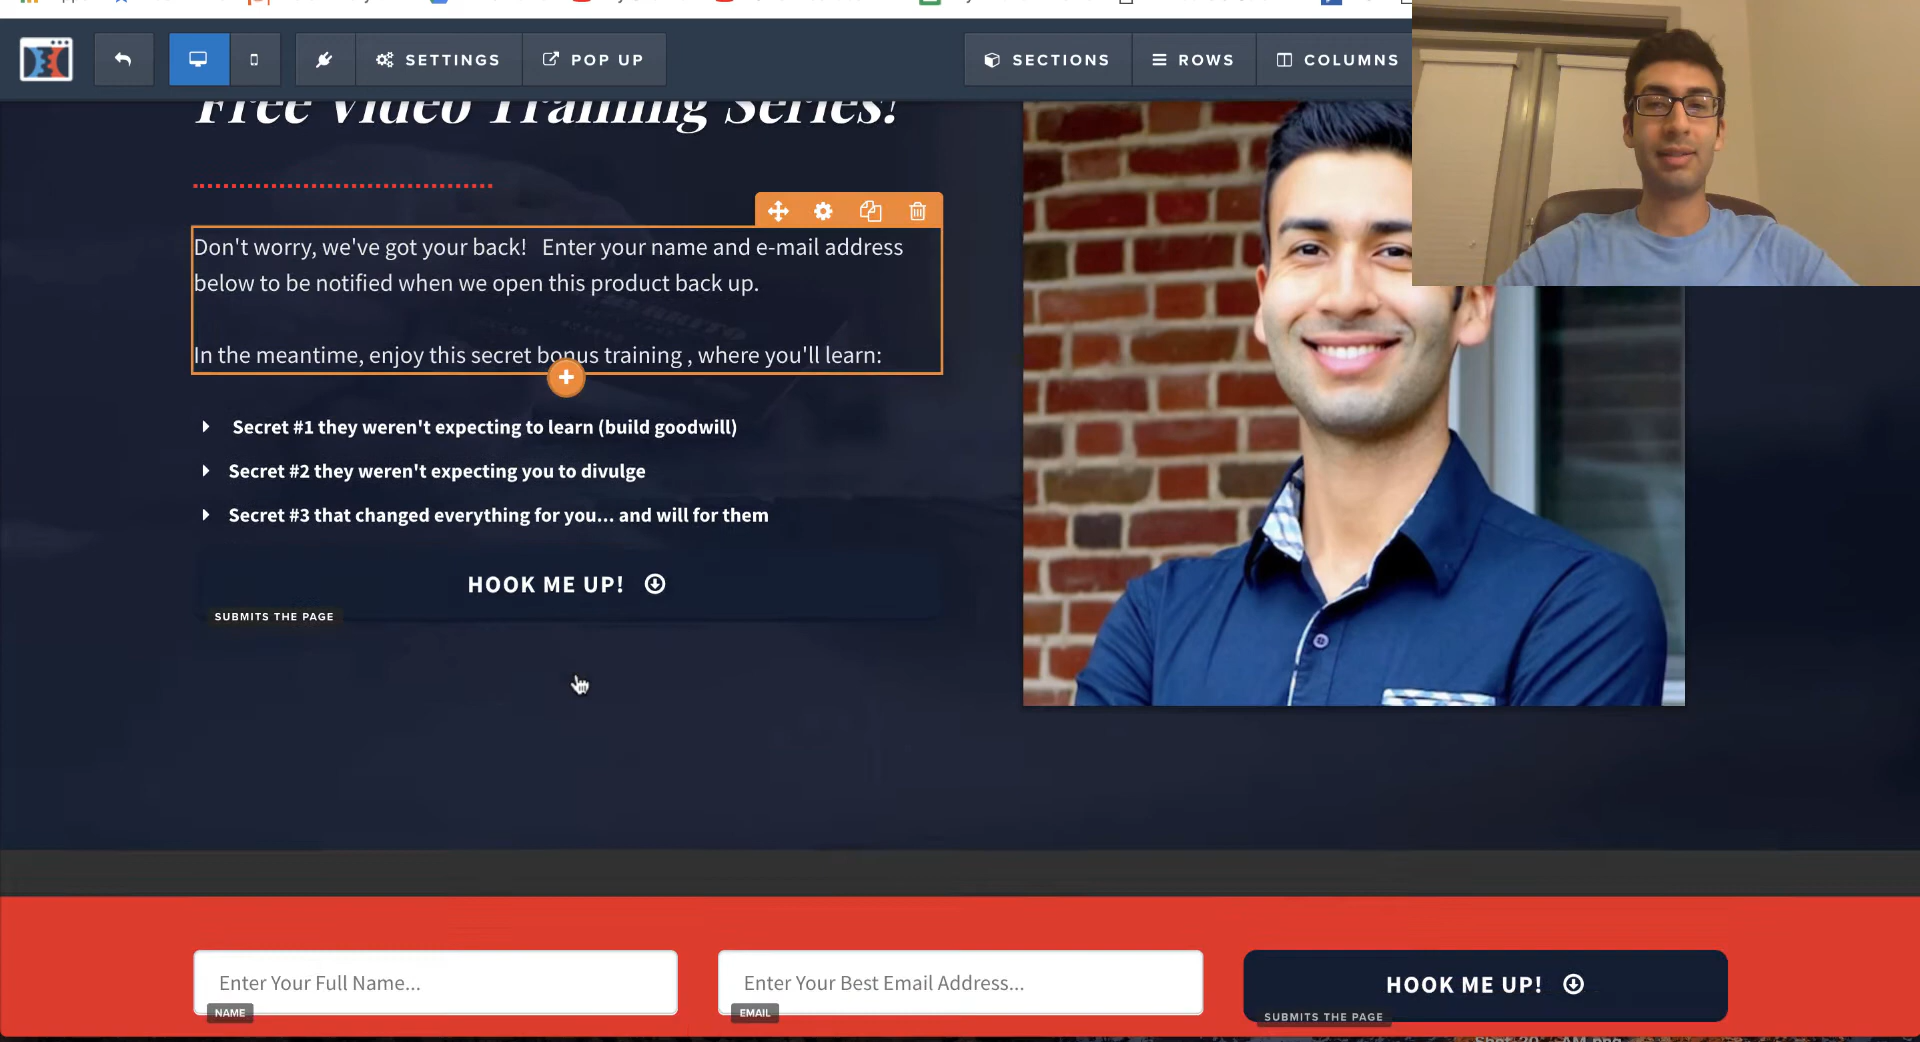 SETTINGS
POP UP
SECTIONS
ROWS
COLUMNS
Free Video Training Series!
Don't worry, we've got your back! Enter your name and e-mail address
below to be notified when we open this product back up.
In the meantime, enjoy this secret bonus training , where you'll learn:
Secret #1 they weren't expecting to learn (build goodwill)
Secret #2 they weren't expecting you to divulge
Secret #3 that changed everything for you... and will for them
HOOK ME UP!
SUBMITS THE PAGE
Enter Your Full Name...
NAME
Enter Your Best Email Address...
EMAIL
HOOK ME UP!
SUBMITS THE PAGE